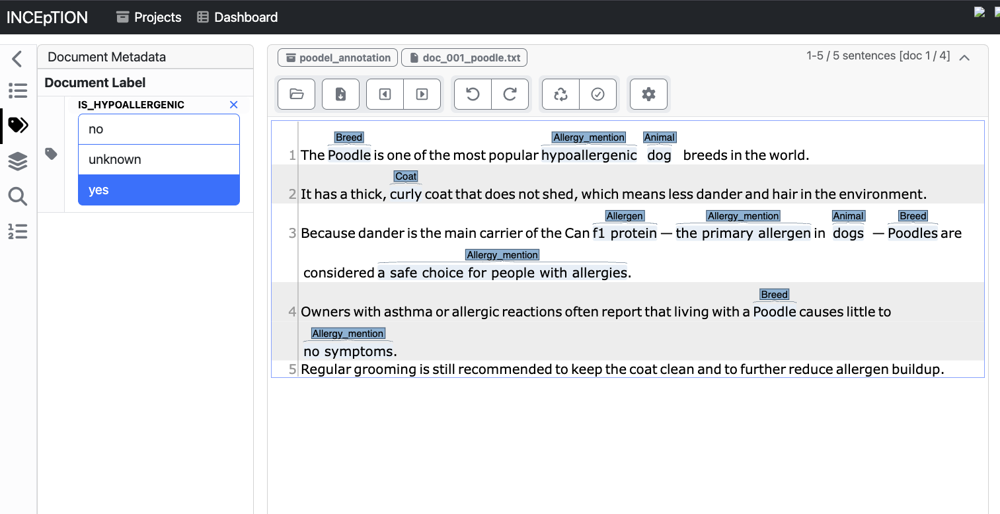 INCEpTION Projects Dashboard
Document Metadata
Document Label
IS_HYPOALLERGENIC
no
unknown
yes
poodel_annotation doc_001_poodle.txt 1-5 / 5 sentences [doc 1 / 4]
Breed Allergy_mention Animal
1 The Poodle is one of the most popular hypoallergenic dog breeds in the world.
Coat
2 It has a thick, curly coat that does not shed, which means less dander and hair in the environment.
Allergen Allergy_mention Animal Breed
3 Because dander is the main carrier of the Can f1 protein — the primary allergen in dogs — Poodles are
Allergy_mention
considered a safe choice for people with allergies.
Breed
4 Owners with asthma or allergic reactions often report that living with a Poodle causes little to
Allergy_mention
no symptoms.
5 Regular grooming is still recommended to keep the coat clean and to further reduce allergen buildup.